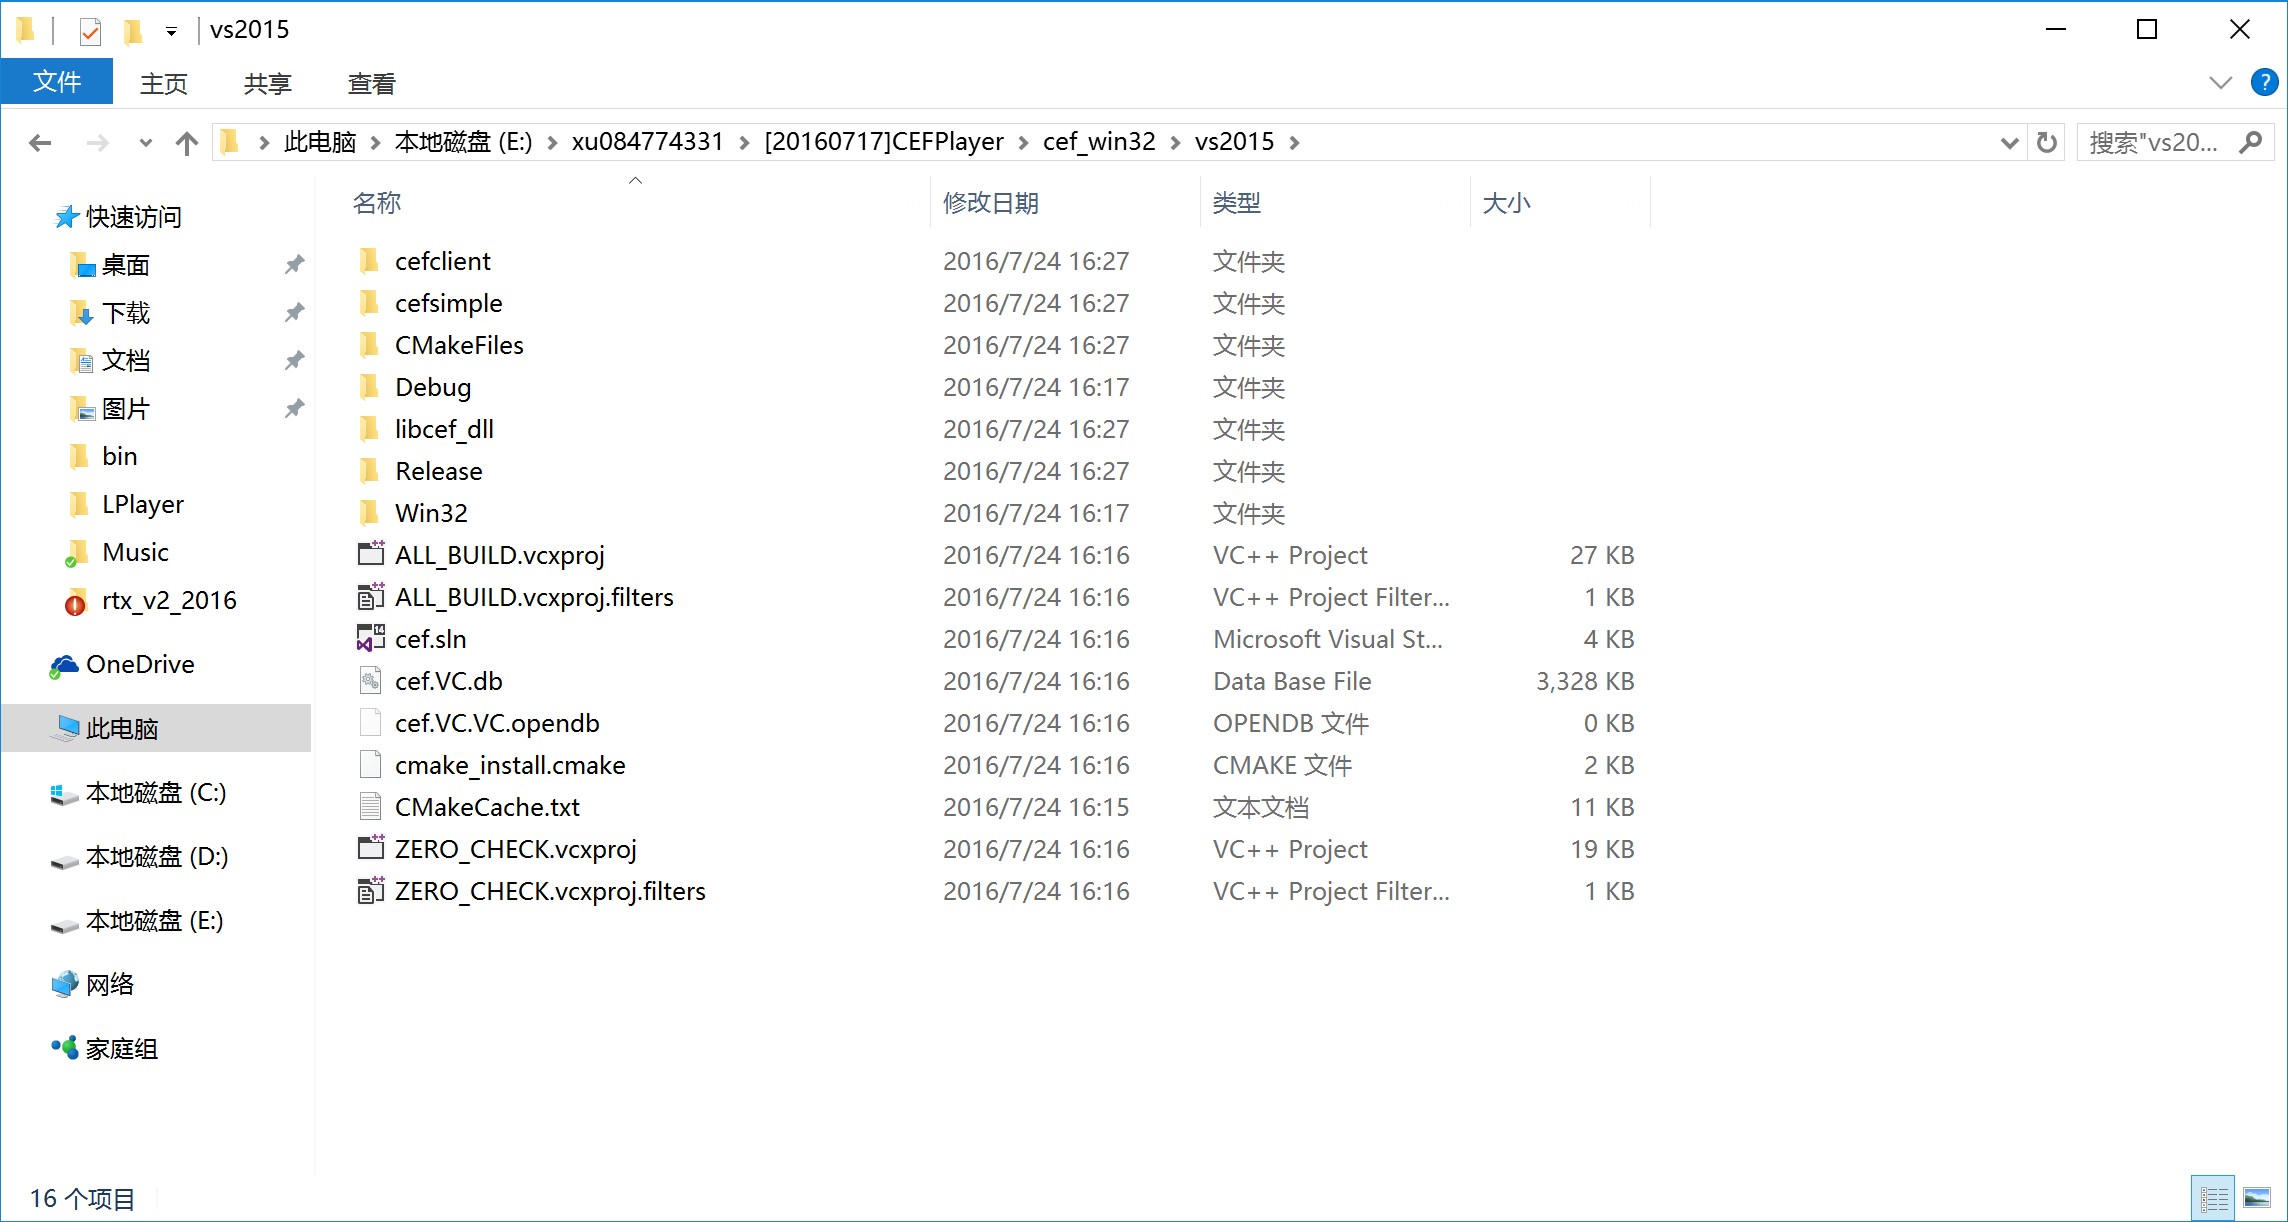 vs2015
文件 主页 共享 查看
此电脑 本地磁盘 (E:) xu084774331 [20160717]CEFPlayer cef_win32 vs2015 搜索"vs20...
快速访问
桌面
下载
文档
图片
bin
LPlayer
Music
rtx_v2_2016
OneDrive
此电脑
本地磁盘 (C:)
本地磁盘 (D:)
本地磁盘 (E:)
网络
家庭组
名称 修改日期 类型 大小
cefclient 2016/7/24 16:27 文件夹
cefsimple 2016/7/24 16:27 文件夹
CMakeFiles 2016/7/24 16:27 文件夹
Debug 2016/7/24 16:17 文件夹
libcef_dll 2016/7/24 16:27 文件夹
Release 2016/7/24 16:27 文件夹
Win32 2016/7/24 16:17 文件夹
ALL_BUILD.vcxproj 2016/7/24 16:16 VC++ Project 27 KB
ALL_BUILD.vcxproj.filters 2016/7/24 16:16 VC++ Project Filter... 1 KB
cef.sln 2016/7/24 16:16 Microsoft Visual St... 4 KB
cef.VC.db 2016/7/24 16:16 Data Base File 3,328 KB
cef.VC.VC.opendb 2016/7/24 16:16 OPENDB 文件 0 KB
cmake_install.cmake 2016/7/24 16:16 CMAKE 文件 2 KB
CMakeCache.txt 2016/7/24 16:15 文本文档 11 KB
ZERO_CHECK.vcxproj 2016/7/24 16:16 VC++ Project 19 KB
ZERO_CHECK.vcxproj.filters 2016/7/24 16:16 VC++ Project Filter... 1 KB
16 个项目